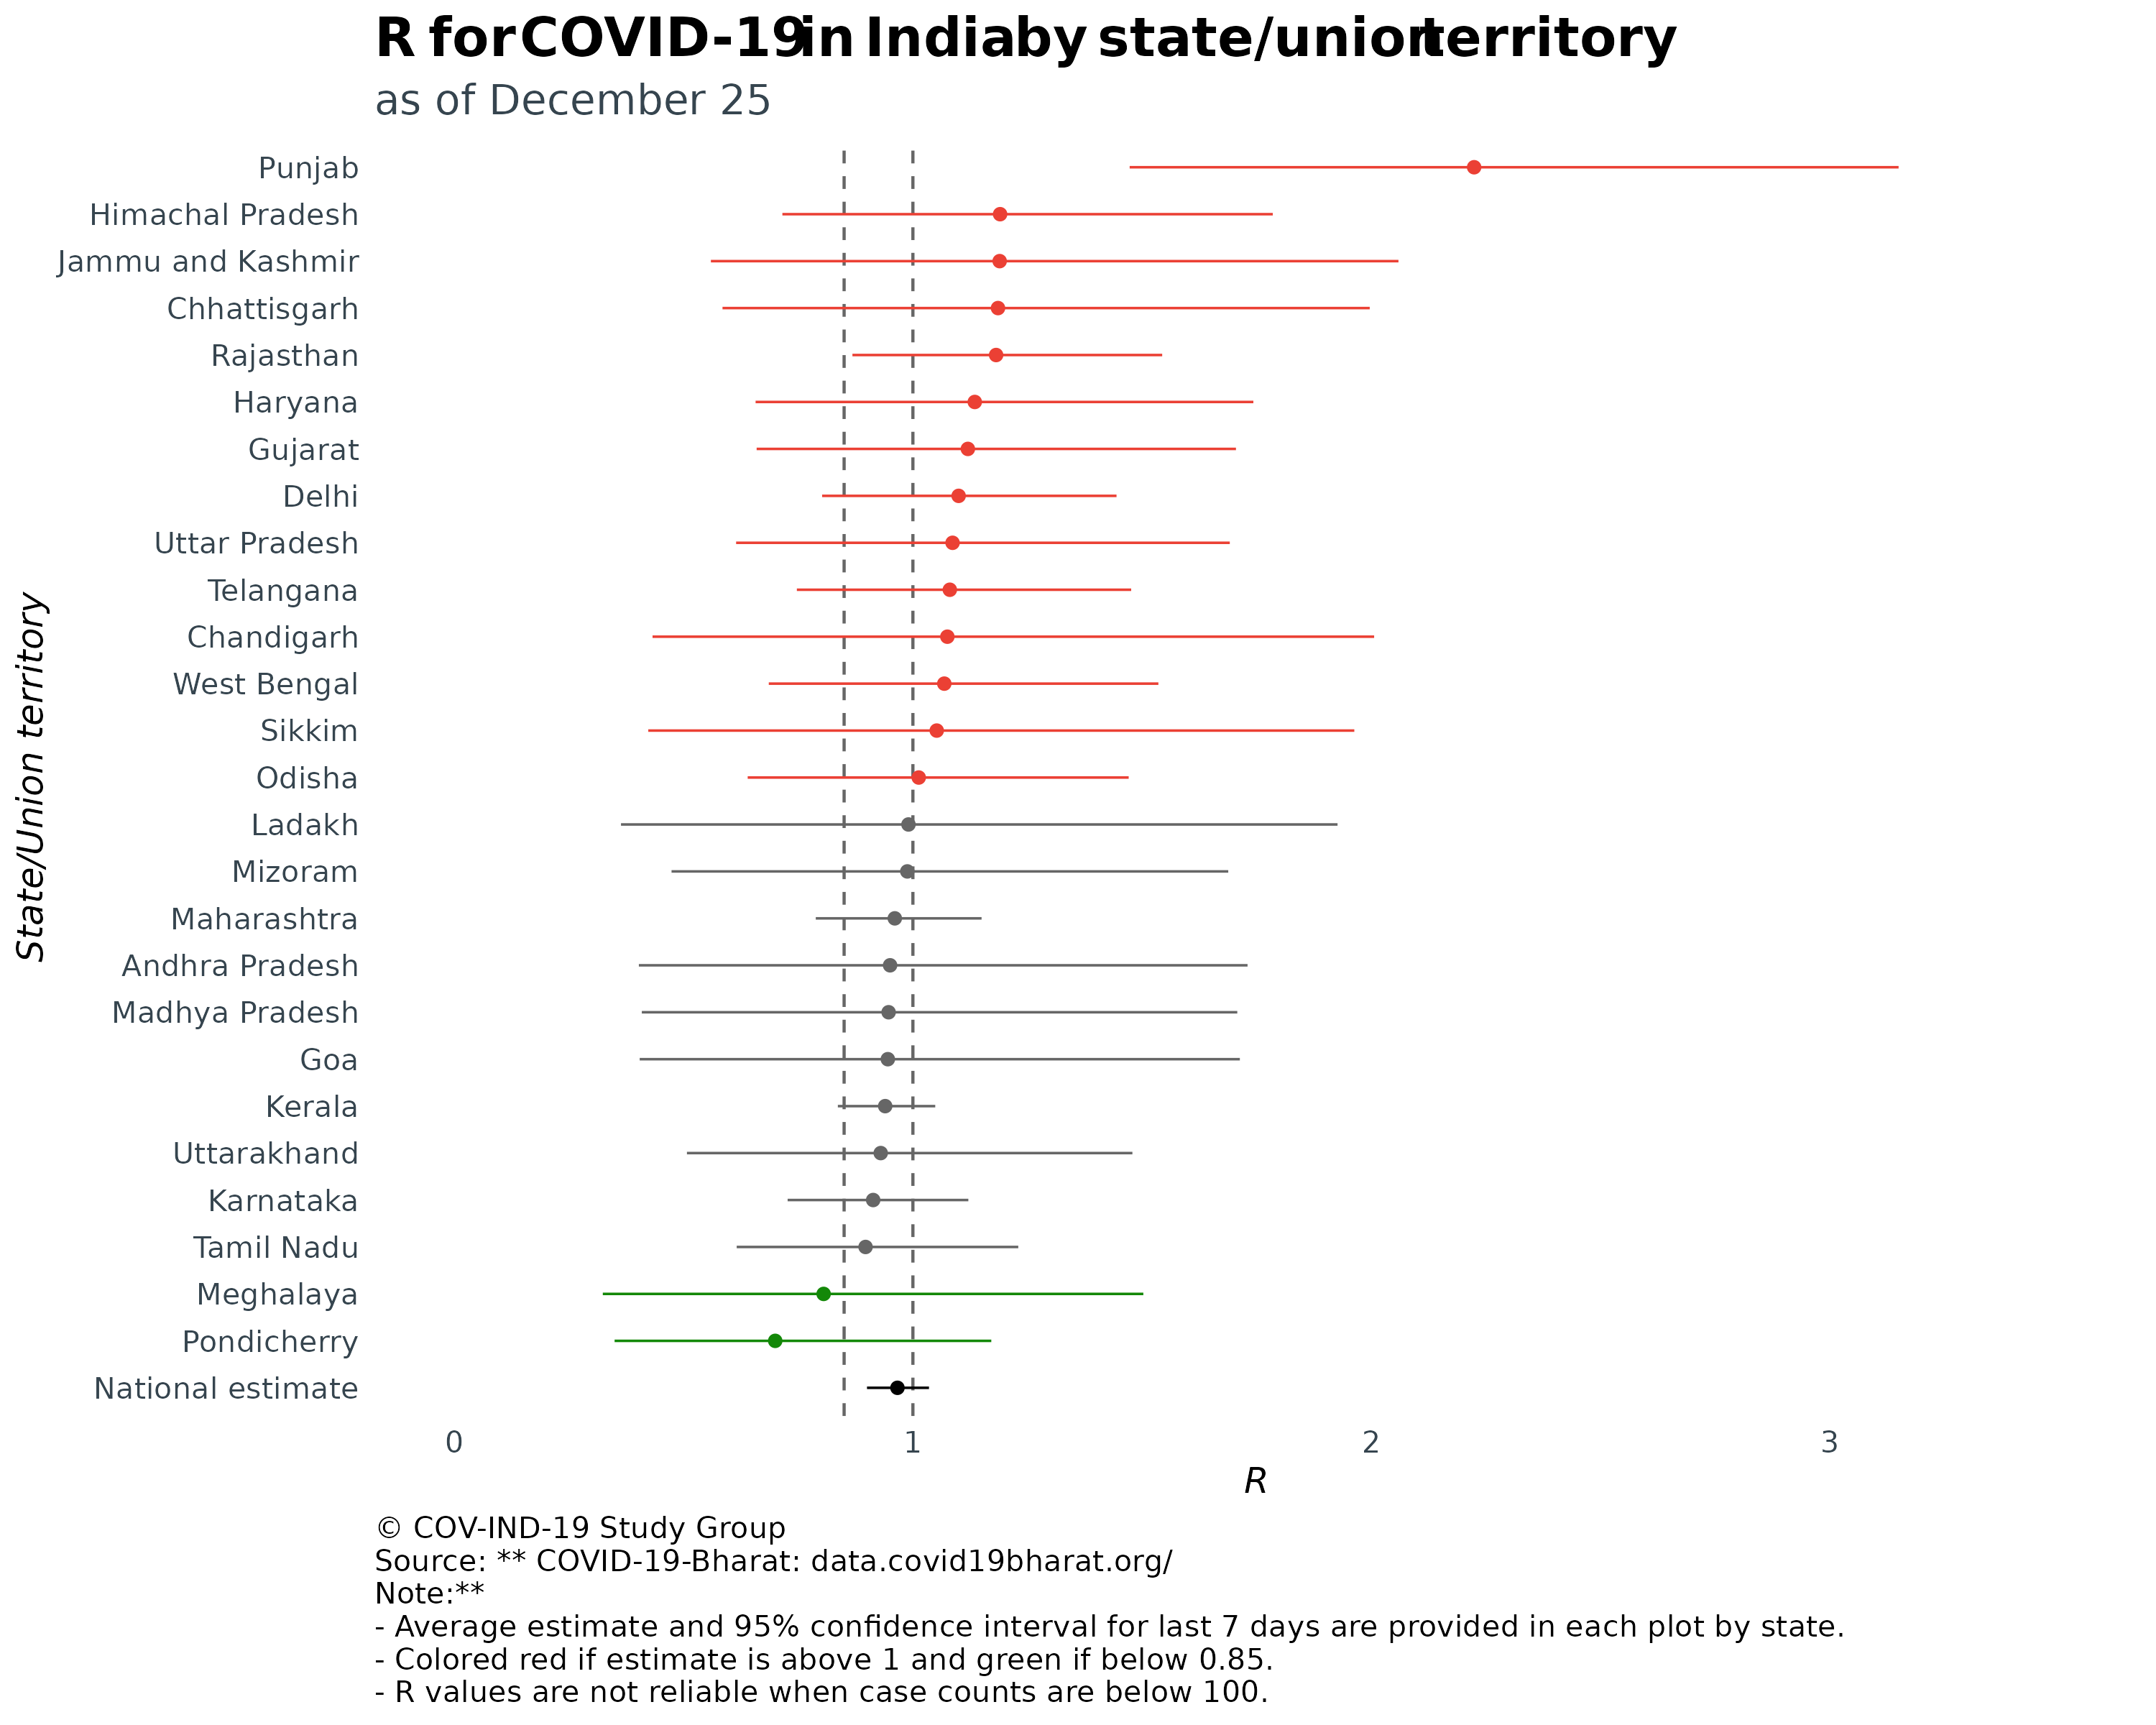 R for COVID-19 in India by state/union territory
as of December 25
Punjab
Himachal Pradesh
Jammu and Kashmir
Chhattisgarh
Rajasthan
Haryana
Gujarat
Delhi
Uttar Pradesh
Telangana
Chandigarh
West Bengal
Sikkim
Odisha
Ladakh
Mizoram
Maharashtra
Andhra Pradesh
Madhya Pradesh
Goa
Kerala
Uttarakhand
Karnataka
Tamil Nadu
Meghalaya
Pondicherry
National estimate
State/Union territory
0 1 2 3
R
© COV-IND-19 Study Group
Source: ** COVID-19-Bharat: data.covid19bharat.org/
Note:**
- Average estimate and 95% confidence interval for last 7 days are provided in each plot by state.
- Colored red if estimate is above 1 and green if below 0.85.
- R values are not reliable when case counts are below 100.